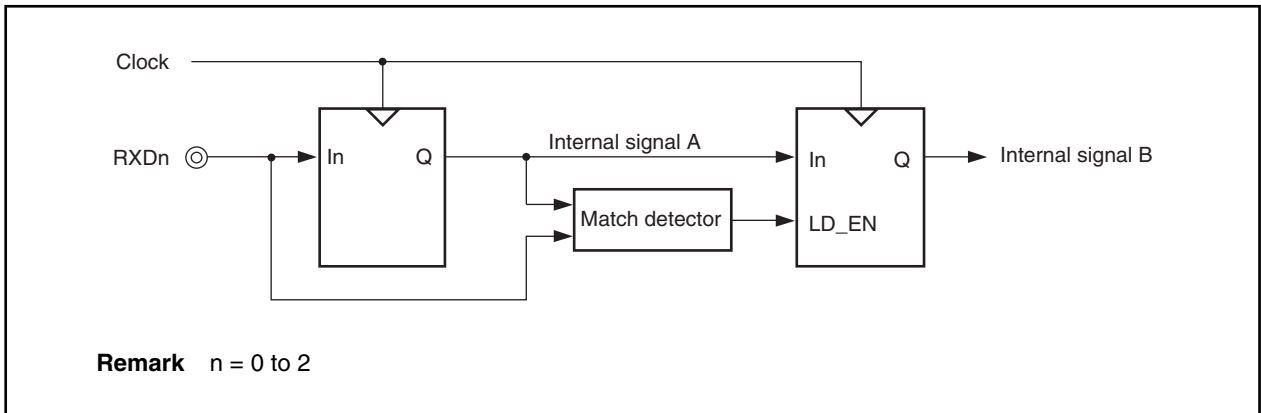 Clock
RXDn
In
Q
Internal signal A
In
Q
Internal signal B
Match detector
LD_EN
Remark n = 0 to 2